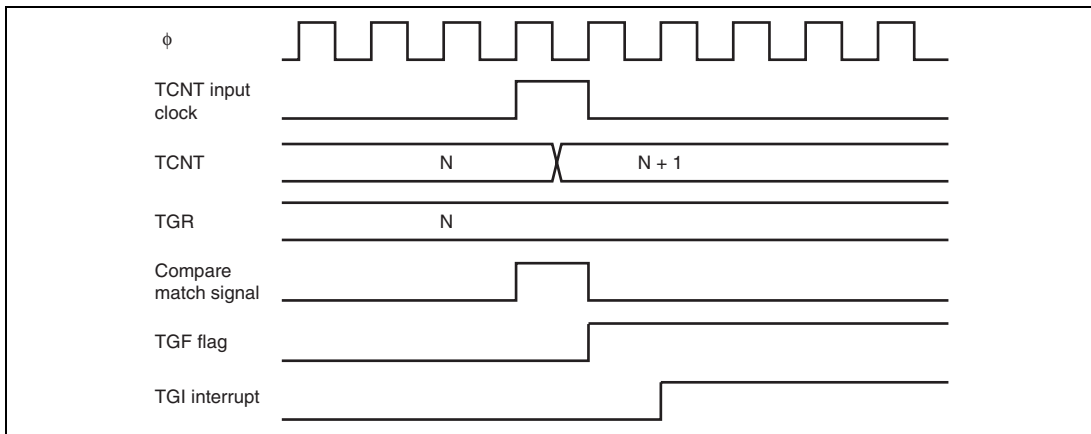 ϕ
TCNT input
clock
TCNT
N
N + 1
TGR
N
Compare
match signal
TGF flag
TGI interrupt